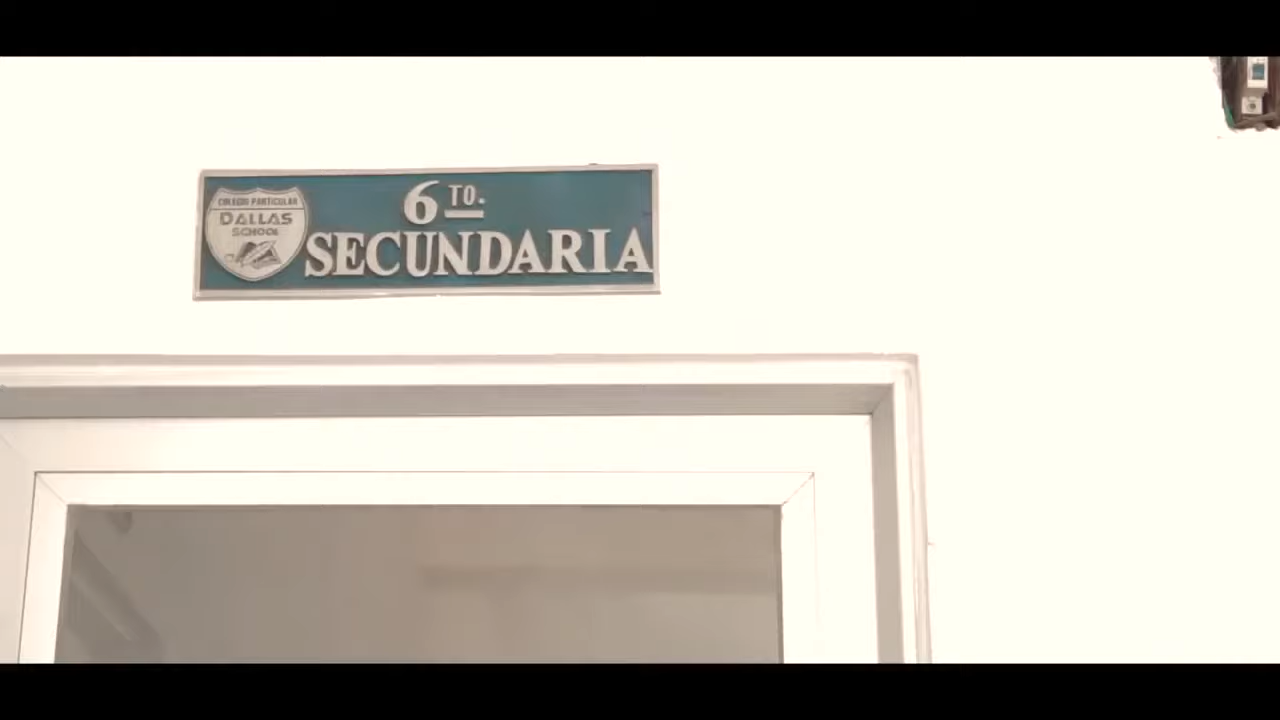 COLEGIO PARTICULAR
DALLAS
SCHOOL
6 TO.
SECUNDARIA